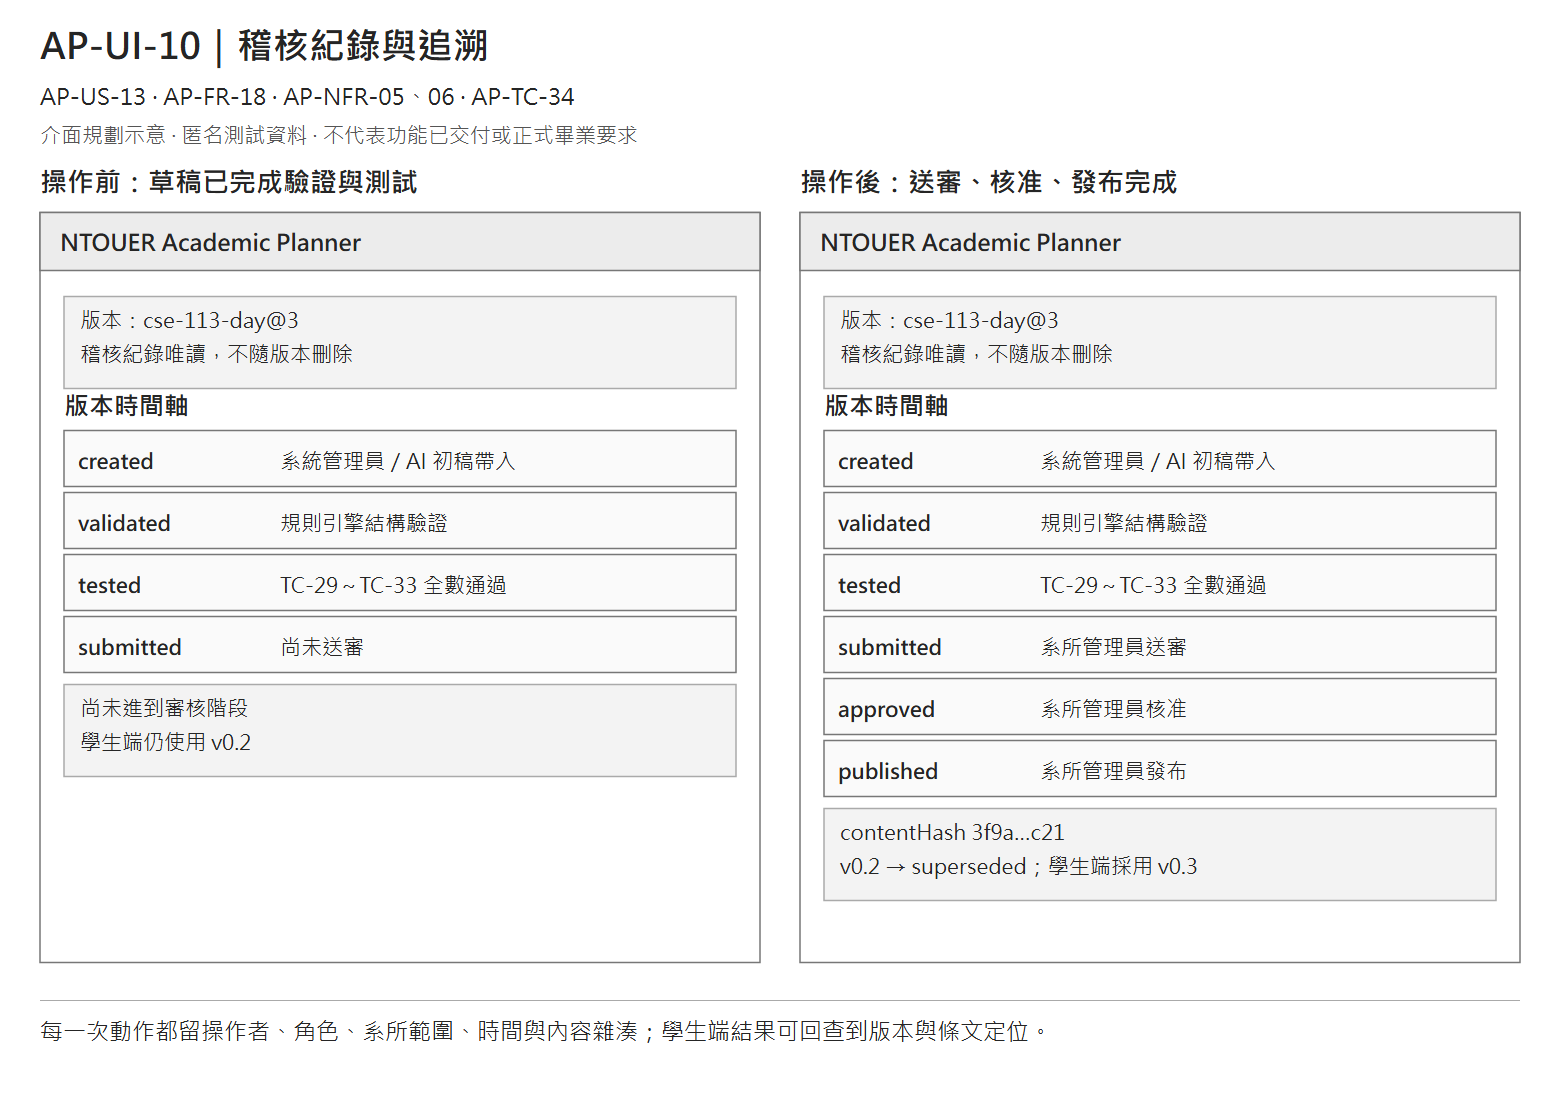 AP-UI-10 | 稽核紀錄與追溯
AP-US-13 · AP-FR-18 · AP-NFR-05、06 · AP-TC-34
介面規劃示意 · 匿名測試資料 · 不代表功能已交付或正式畢業要求
操作前：草稿已完成驗證與測試
NTOUER Academic Planner
版本：cse-113-day@3
稽核紀錄唯讀，不隨版本刪除
版本時間軸
created 系統管理員 / AI 初稿帶入
validated 規則引擎結構驗證
tested TC-29～TC-33 全數通過
submitted 尚未送審
尚未進到審核階段
學生端仍使用 v0.2
操作後：送審、核准、發布完成
NTOUER Academic Planner
版本：cse-113-day@3
稽核紀錄唯讀，不隨版本刪除
版本時間軸
created 系統管理員 / AI 初稿帶入
validated 規則引擎結構驗證
tested TC-29～TC-33 全數通過
submitted 系所管理員送審
approved 系所管理員核准
published 系所管理員發布
contentHash 3f9a…c21
v0.2 → superseded；學生端採用 v0.3
每一次動作都留操作者、角色、系所範圍、時間與內容雜湊；學生端結果可回查到版本與條文定位。